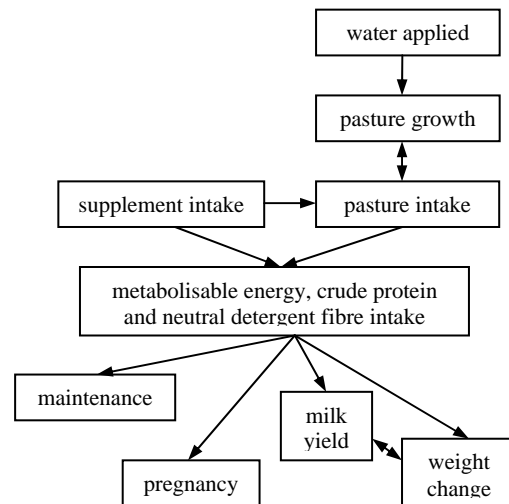 water applied
pasture growth
supplement intake
pasture intake
metabolisable energy, crude protein
and neutral detergent fibre intake
maintenance
milk
yield
pregnancy
weight
change